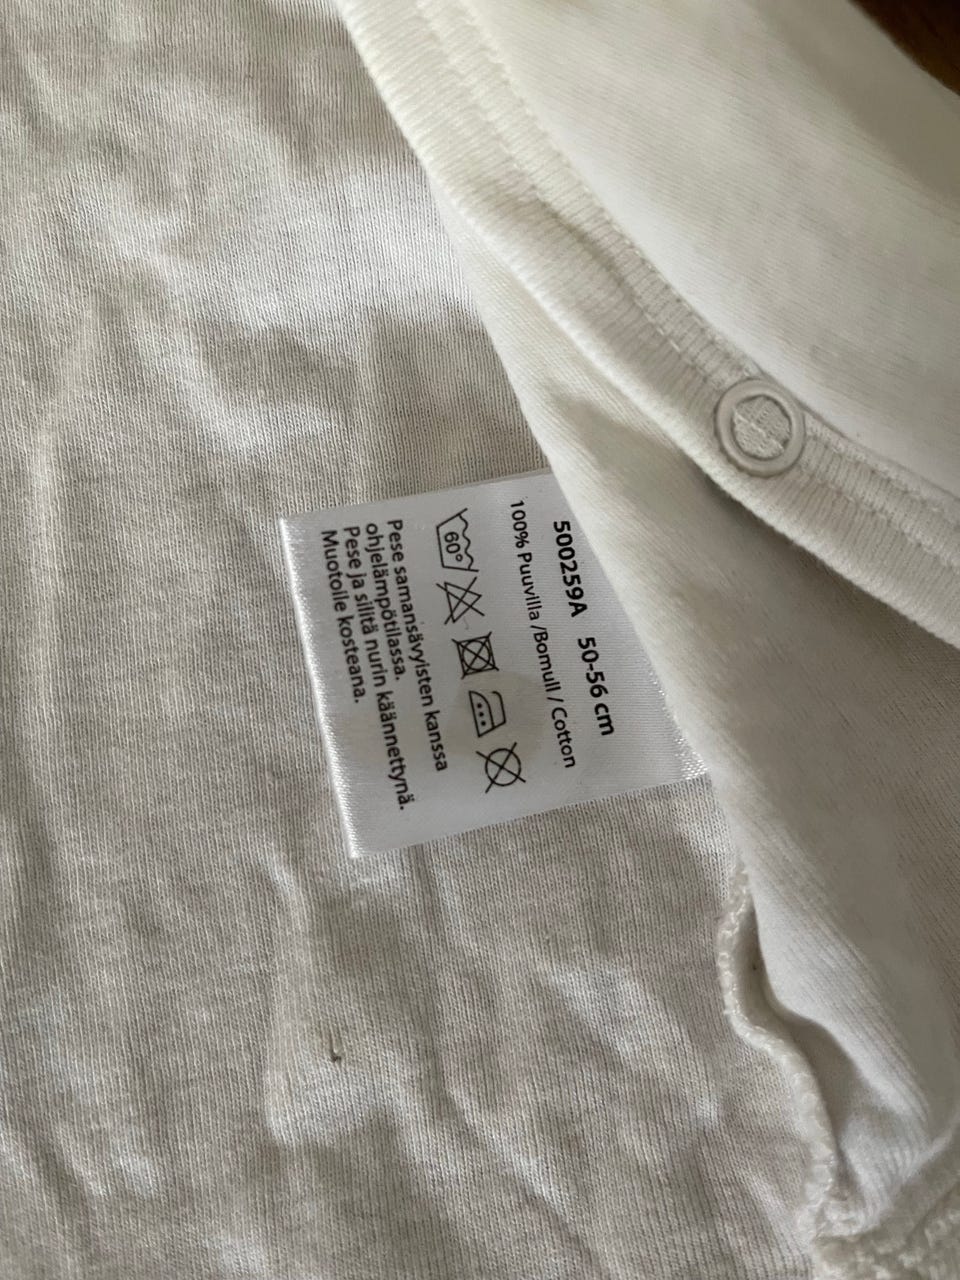 500259A 50-56 cm
100% Puuvilla /Bomull / Cotton
60°
Pese samansävyisten kanssa
ohjelämpötilassa.
Pese ja silitä nurin käännettynä.
Muotoile kosteana.